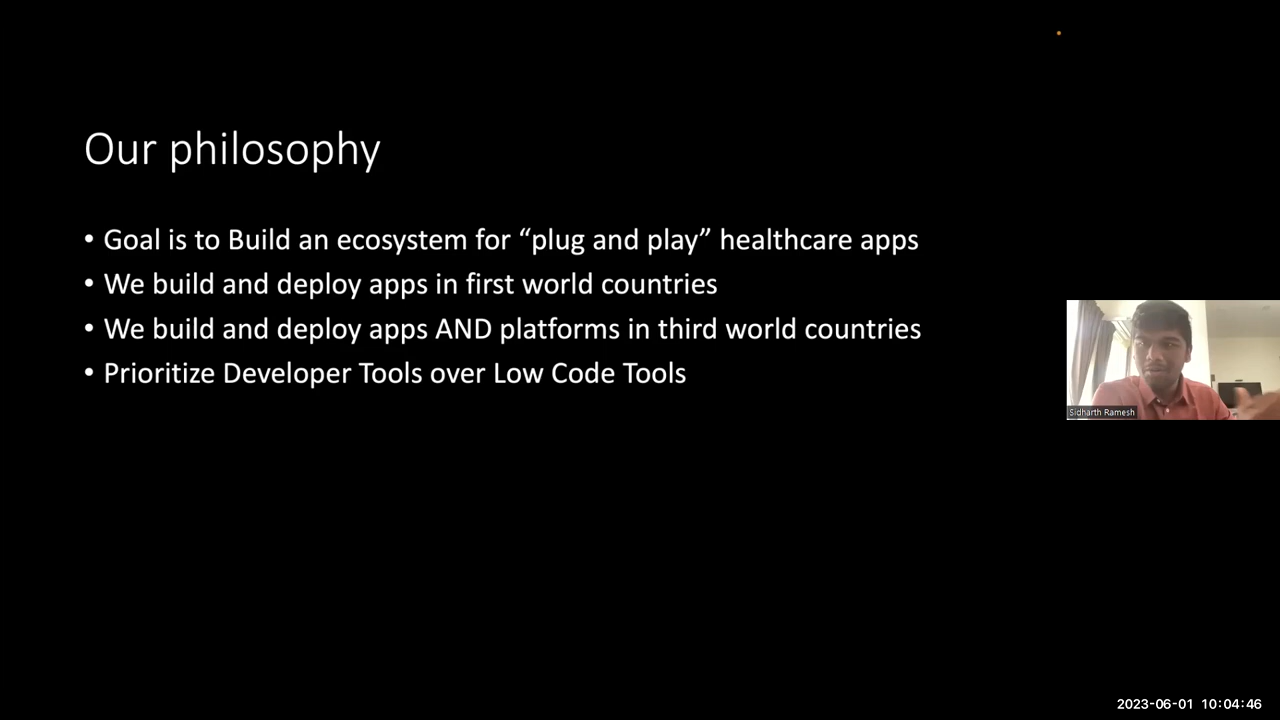 Our philosophy
• Goal is to Build an ecosystem for “plug and play” healthcare apps
• We build and deploy apps in first world countries
• We build and deploy apps AND platforms in third world countries
• Prioritize Developer Tools over Low Code Tools
Sidharth Ramesh
2023-06-01 10:04:46